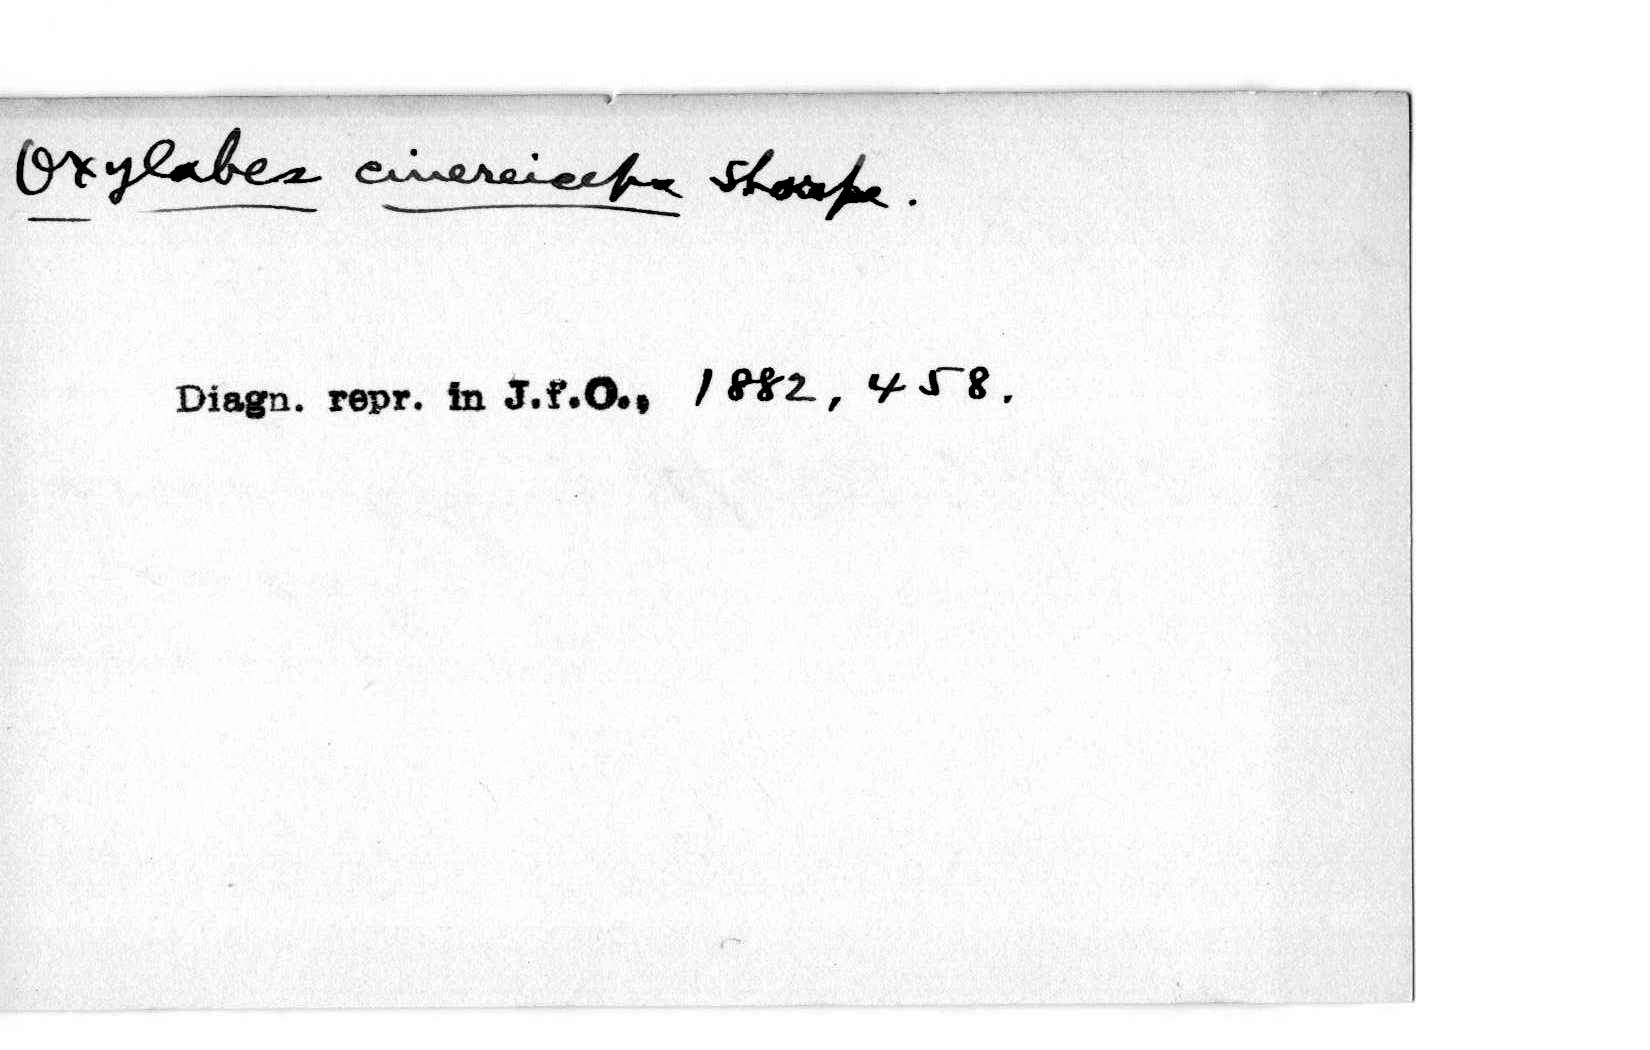 Oxylabes cinereiceps Sharpe.
Diagn. repr. in J.f.O., 1882, 458.